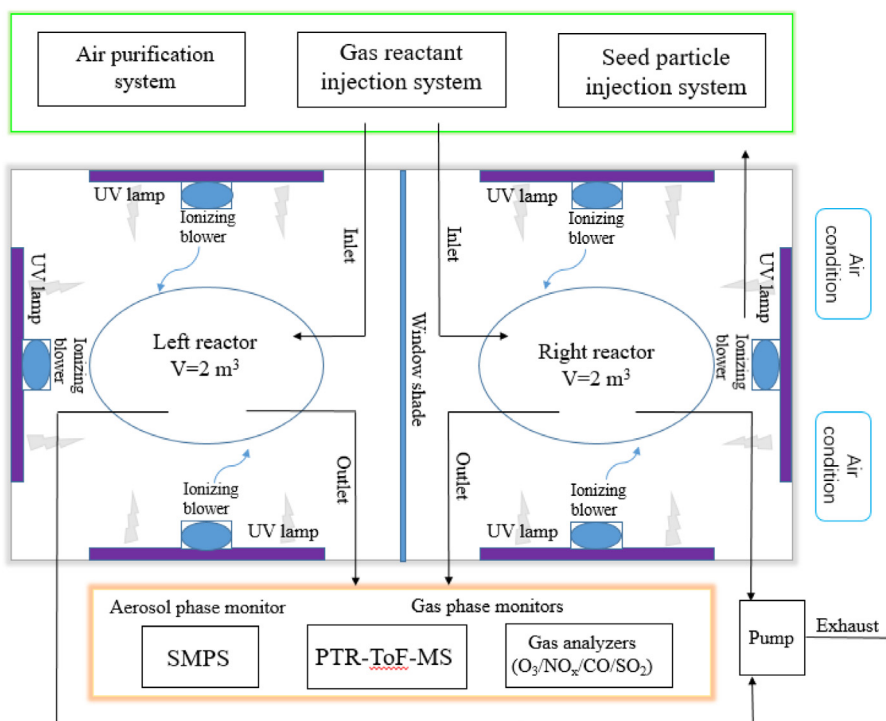 Air purification
system
Gas reactant
injection system
Seed particle
injection system
UV lamp
Ionizing
blower
Inlet
Inlet
UV lamp
Ionizing
blower
Air
condition
UV lamp
Ionizing
blower
Left reactor
V=2 m³
Window shade
Right reactor
V=2 m³
Ionizing
blower
UV lamp
Air
condition
Ionizing
blower
UV lamp
Outlet
Outlet
Ionizing
blower
UV lamp
Aerosol phase monitor
Gas phase monitors
SMPS
PTR-ToF-MS
Gas analyzers
(O₃/NOₓ/CO/SO₂)
Pump
Exhaust